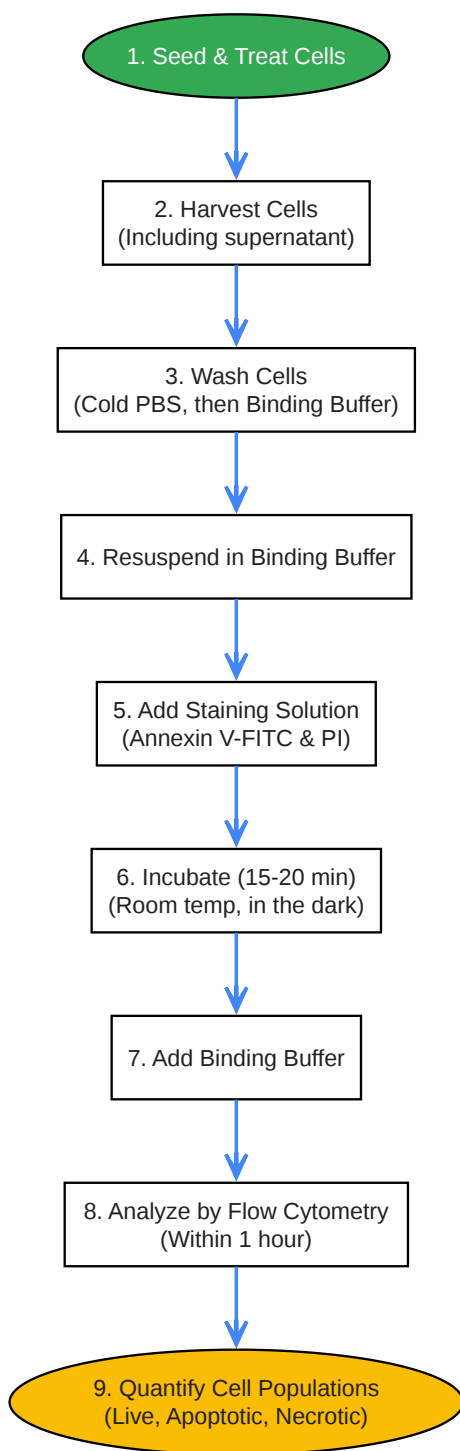 1. Seed & Treat Cells
2. Harvest Cells
(Including supernatant)
3. Wash Cells
(Cold PBS, then Binding Buffer)
4. Resuspend in Binding Buffer
5. Add Staining Solution
(Annexin V-FITC & PI)
6. Incubate (15-20 min)
(Room temp, in the dark)
7. Add Binding Buffer
8. Analyze by Flow Cytometry
(Within 1 hour)
9. Quantify Cell Populations
(Live, Apoptotic, Necrotic)